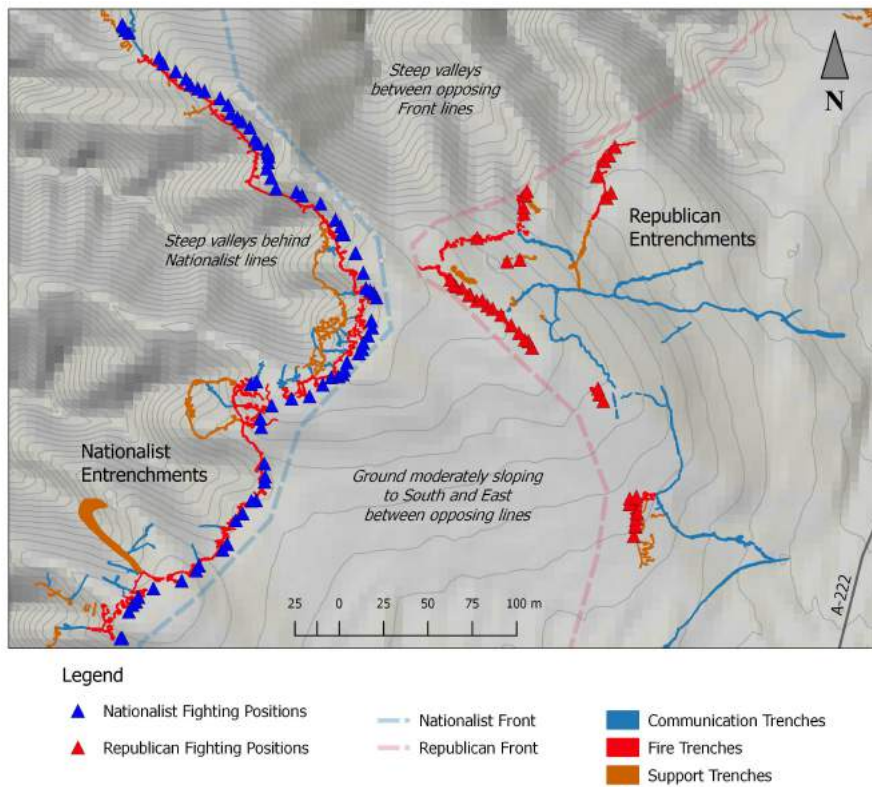 Steep valleys
between opposing
Front lines
N
Republican
Entrenchments
Steep valleys behind
Nationalist lines
Nationalist
Entrenchments
Ground moderately sloping
to South and East
between opposing lines
25 0 25 50 75 100 m
A-222
Legend
Nationalist Fighting Positions
Republican Fighting Positions
Nationalist Front
Republican Front
Communication Trenches
Fire Trenches
Support Trenches